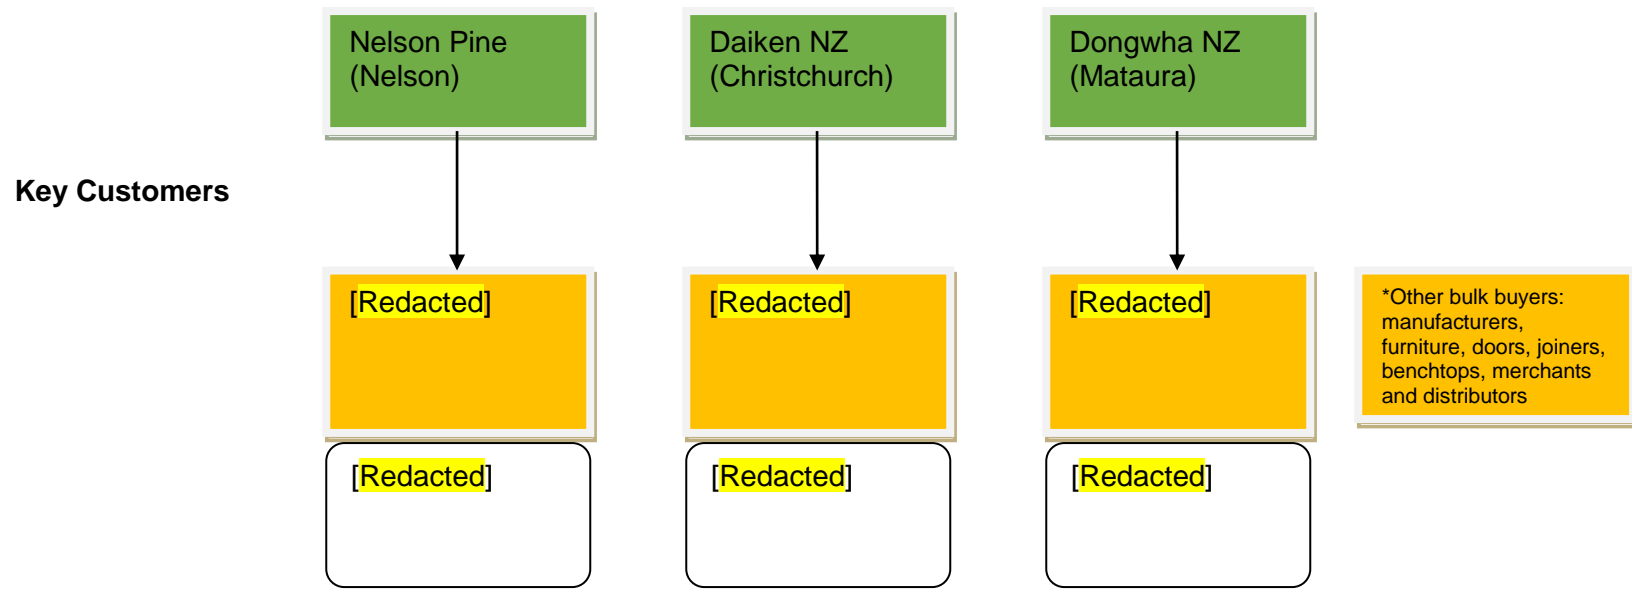 Nelson Pine
(Nelson)
Daiken NZ
(Christchurch)
Dongwha NZ
(Mataura)
Key Customers
[Redacted]
[Redacted]
[Redacted]
*Other bulk buyers:
manufacturers,
furniture, doors, joiners,
benchtops, merchants
and distributors
[Redacted]
[Redacted]
[Redacted]